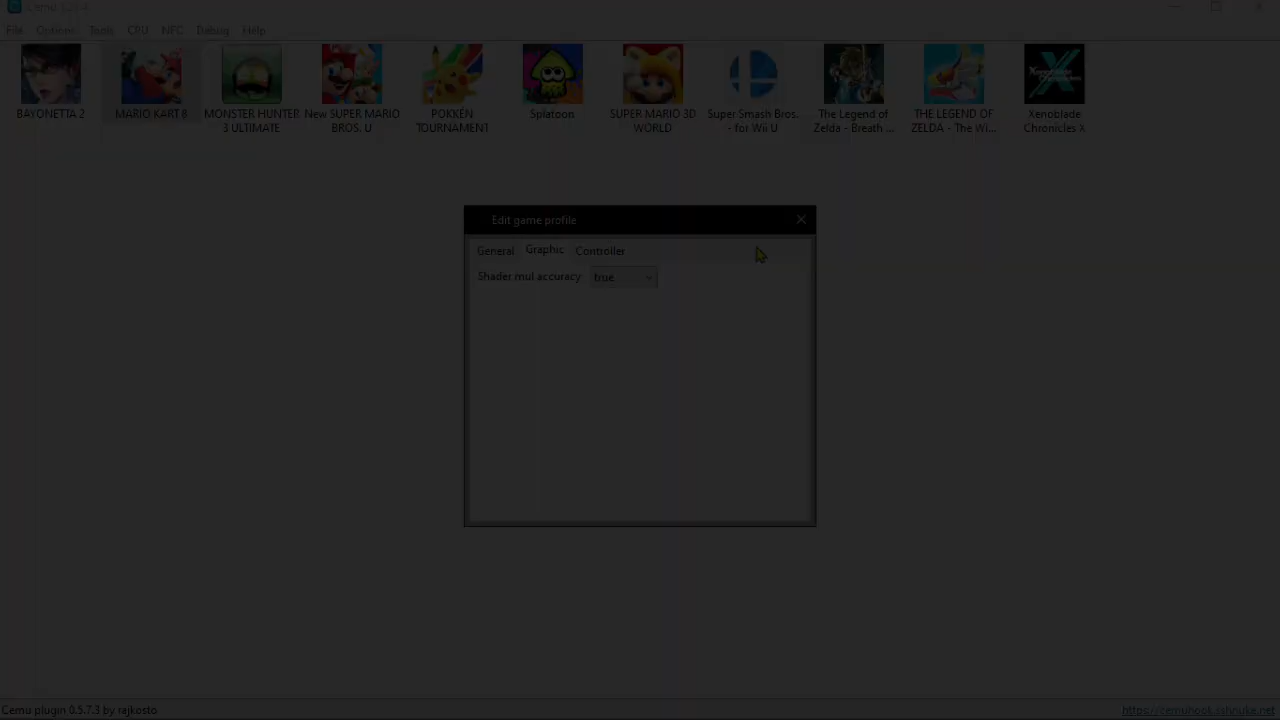 File Options Tools CPU NFC Debug Help
BAYONETTA 2
MARIO KART 8
MONSTER HUNTER
3 ULTIMATE
New SUPER MARIO
BROS. U
POKKÉN
TOURNAMENT
Splatoon
SUPER MARIO 3D
WORLD
Super Smash Bros.
- for Wii U
The Legend of
Zelda - Breath ...
THE LEGEND OF
ZELDA - The Wi...
Xenoblade
Chronicles X
Edit game profile
General Graphic Controller
Shader mul accuracy true
Cemu plugin 0.5.7.3 by rajkosto
https://cemuhook.sshnuke.net